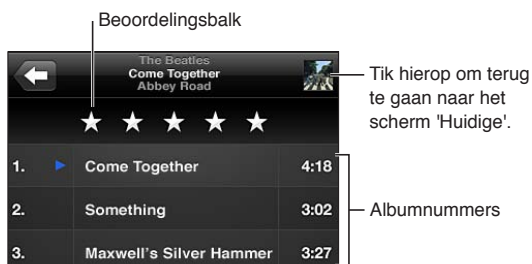 Beoordelingsbalk
The Beatles
Come Together
Abbey Road
Tik hierop om terug
te gaan naar het
scherm 'Huidige'.
1. Come Together 4:18
2. Something 3:02
Albumnummers
3. Maxwell's Silver Hammer 3:27